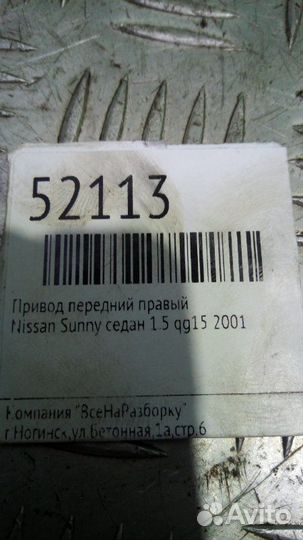 52113
Привод передний правый
Nissan Sunny седан 1.5 qg15 2001
Компания "ВсеНаРазборку"
г.Ногинск,ул Бетонная,1а,стр.6
Avito